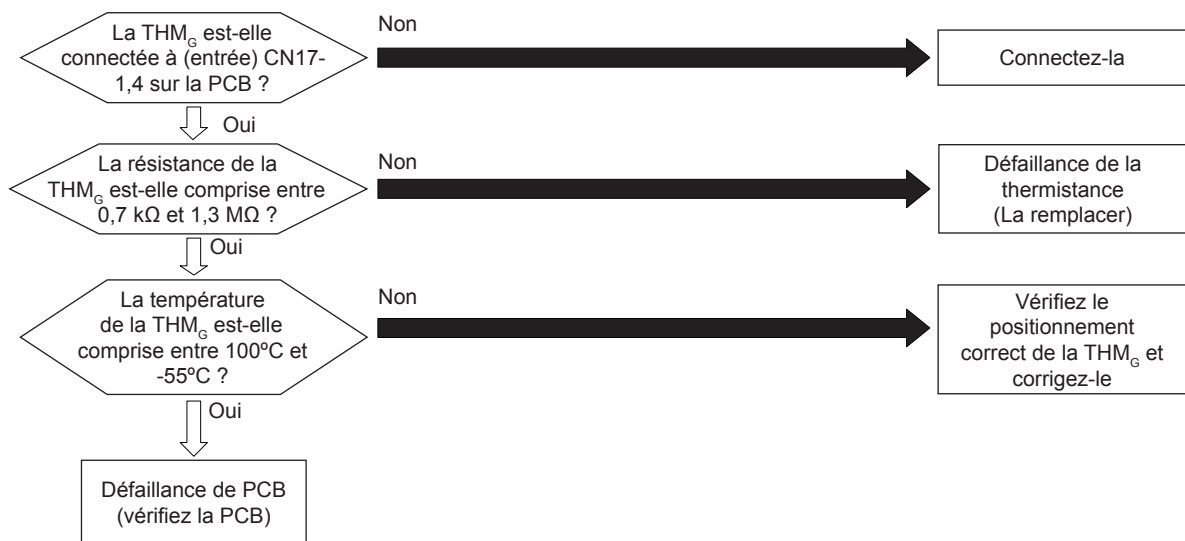 La THMG est-elle
connectée à (entrée) CN17-
1,4 sur la PCB ?
Non
Connectez-la
Oui
La résistance de la
THMG est-elle comprise entre
0,7 kΩ et 1,3 MΩ ?
Non
Défaillance de la
thermistance
(La remplacer)
Oui
La température
de la THMG est-elle
comprise entre 100ºC et
-55ºC ?
Non
Vérifiez le
positionnement
correct de la THMG et
corrigez-le
Oui
Défaillance de PCB
(vérifiez la PCB)